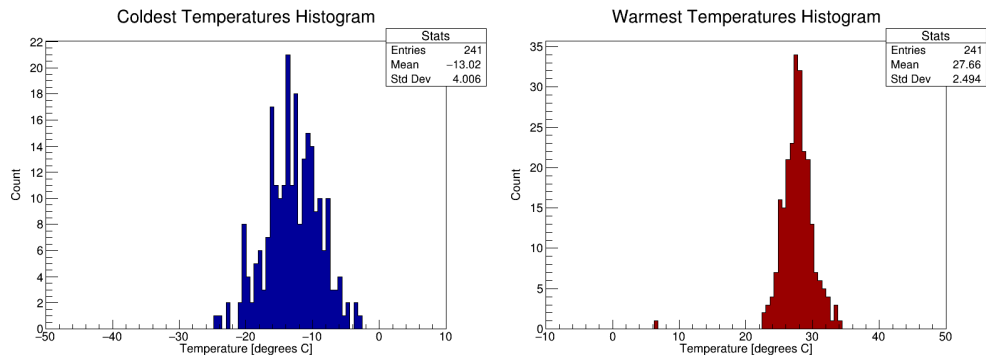 Coldest Temperatures Histogram
Stats
Entries 241
Mean −13.02
Std Dev 4.006
Count
22
20
18
16
14
12
10
8
6
4
2
0
−50 −40 −30 −20 −10 0 10
Temperature [degrees C]
Warmest Temperatures Histogram
Stats
Entries 241
Mean 27.66
Std Dev 2.494
Count
35
30
25
20
15
10
5
0
−10 0 10 20 30 40 50
Temperature [degrees C]